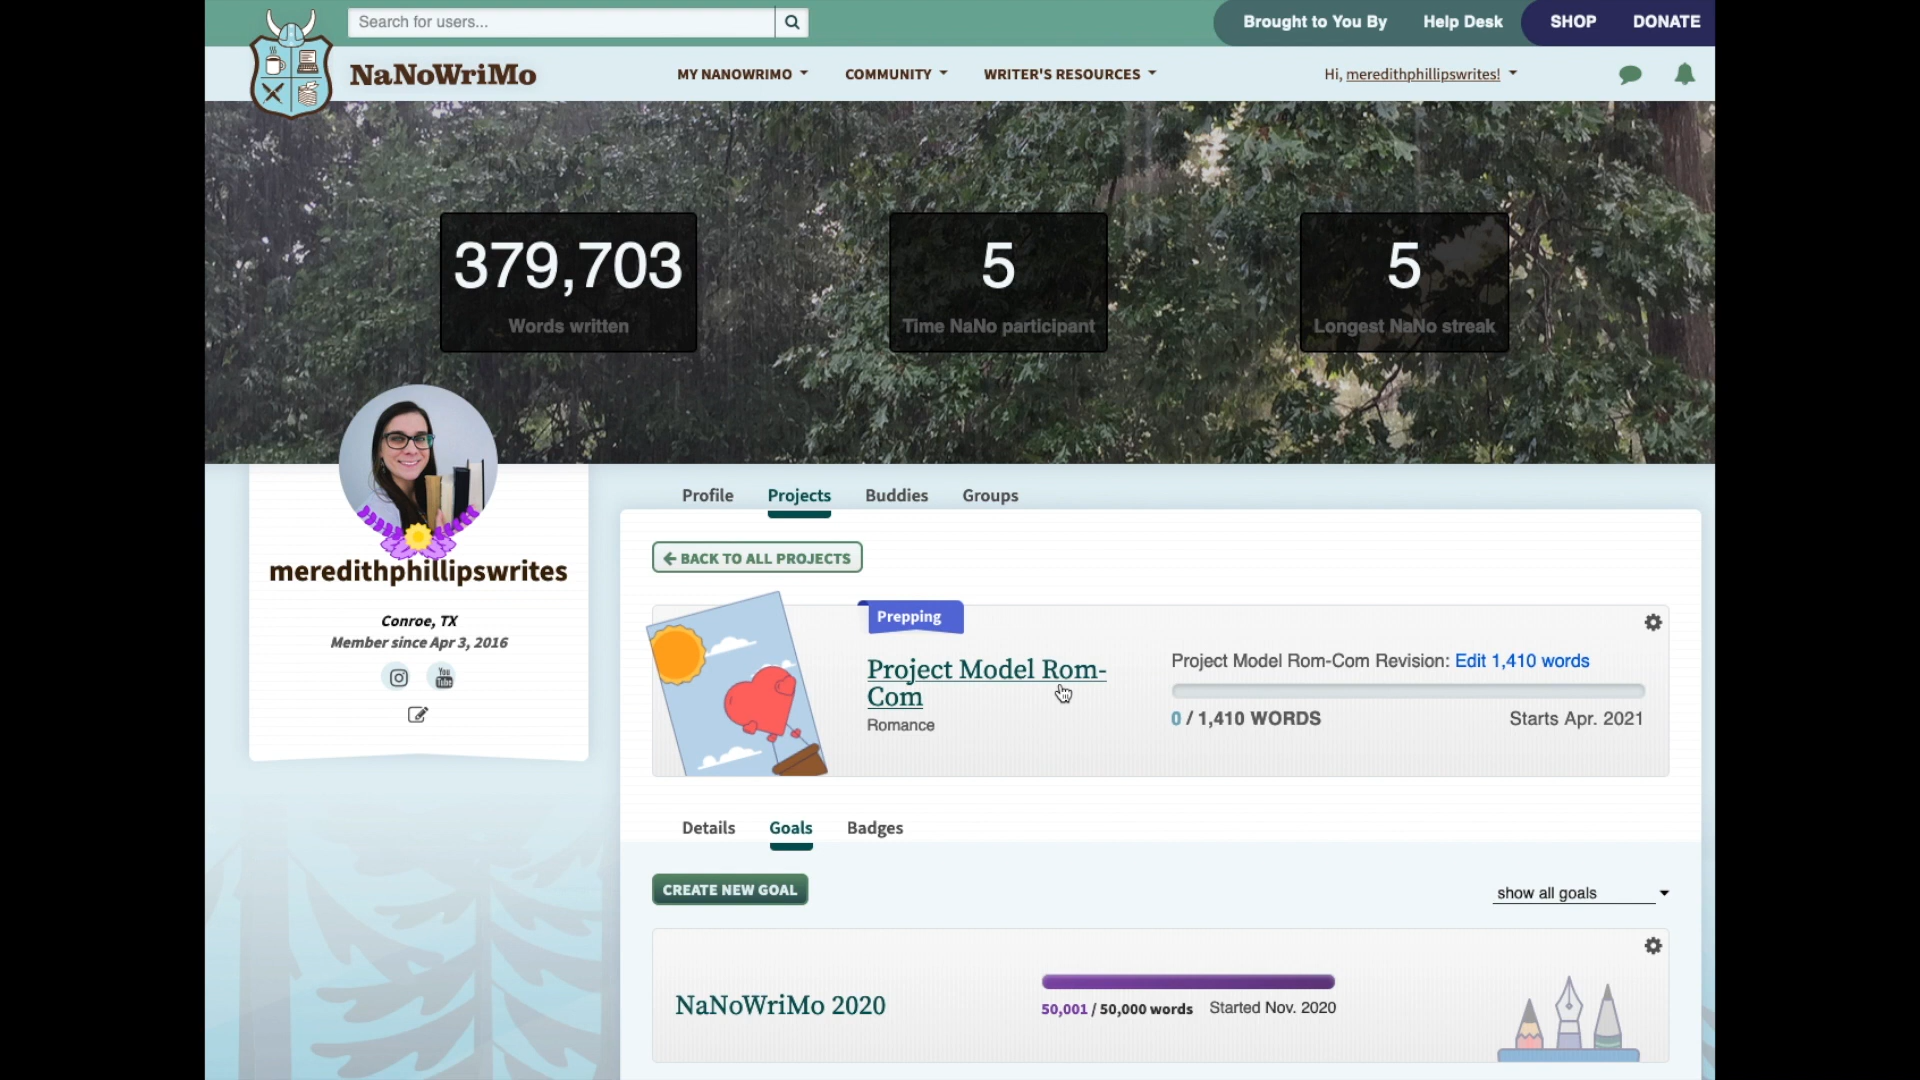 Search for users...
Brought to You By
Help Desk
SHOP
DONATE
NaNoWriMo
MY NANOWRIMO
COMMUNITY
WRITER'S RESOURCES
Hi, meredithphillipswrites!
379,703
Words written
5
Time NaNo participant
5
Longest NaNo streak
meredithphillipswrites
Conroe, TX
Member since Apr 3, 2016
You
Tube
Profile
Projects
Buddies
Groups
BACK TO ALL PROJECTS
Prepping
Project Model Rom-
Com
Romance
Project Model Rom-Com Revision: Edit 1,410 words
0 / 1,410 WORDS
Starts Apr. 2021
Details
Goals
Badges
CREATE NEW GOAL
show all goals
NaNoWriMo 2020
50,001 / 50,000 words
Started Nov. 2020